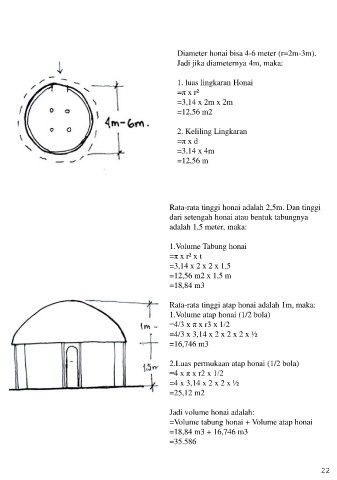 Diameter honai bisa 4-6 meter (r=2m-3m).
Jadi jika diameternya 4m, maka:
1. luas lingkaran Honai
=π x r²
=3,14 x 2m x 2m
=12,56 m2
4m-6m.
2. Keliling Lingkaran
=π x d
=3,14 x 4m
=12,56 m
Rata-rata tinggi honai adalah 2,5m. Dan tinggi
dari setengah honai atau bentuk tabungnya
adalah 1,5 meter, maka:
1.Volume Tabung honai
=π x r² x t
=3,14 x 2 x 2 x 1,5
=12,56 m2 x 1,5 m
=18,84 m3
Rata-rata tinggi atap honai adalah 1m, maka:
1.Volume atap honai (1/2 bola)
=4/3 x π x r3 x 1/2
=4/3 x 3,14 x 2 x 2 x 2 x ½
=16,746 m3
1m -
1,5m
2.Luas permukaan atap honai (1/2 bola)
=4 x π x r2 x 1/2
=4 x 3,14 x 2 x 2 x ½
=25,12 m2
Jadi volume honai adalah:
=Volume tabung honai + Volume atap honai
=18,84 m3 + 16,746 m3
=35.586
22